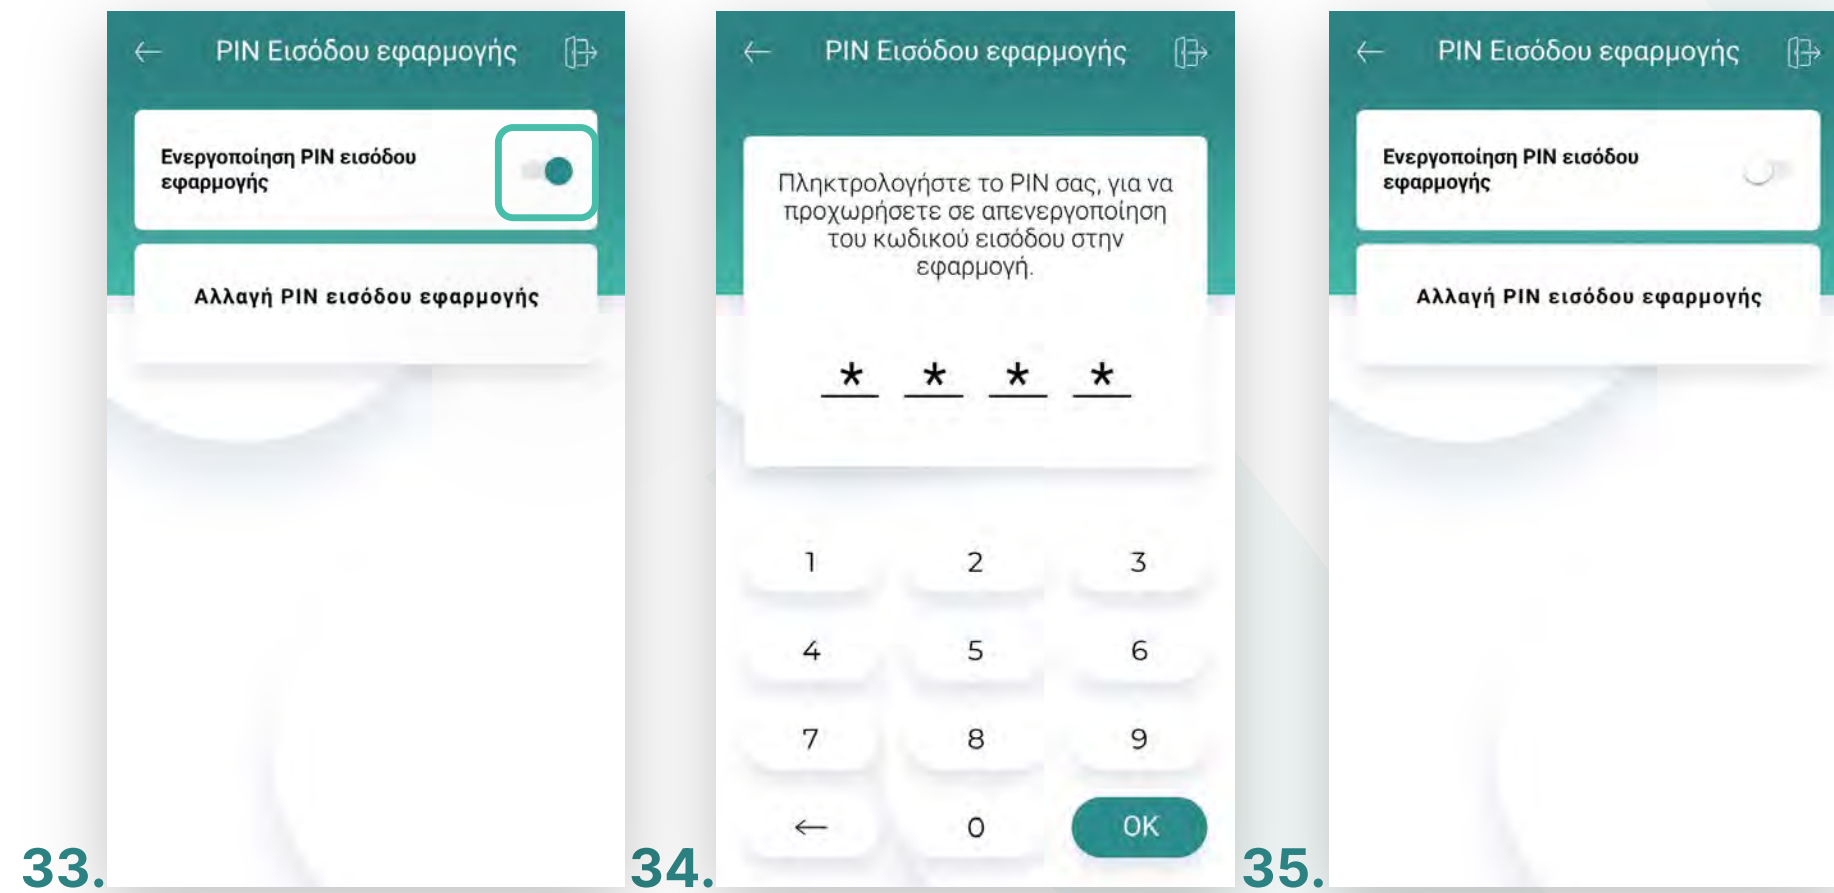 PIN Εισόδου εφαρμογής
Ενεργοποίηση PIN εισόδου
εφαρμογής
Αλλαγή PIN εισόδου εφαρμογής
33.
PIN Εισόδου εφαρμογής
Πληκτρολογήστε το PIN σας, για να
προχωρήσετε σε απενεργοποίηση
του κωδικού εισόδου στην
εφαρμογή.
* * * *
1 2 3
4 5 6
7 8 9
0 OK
34.
PIN Εισόδου εφαρμογής
Ενεργοποίηση PIN εισόδου
εφαρμογής
Αλλαγή PIN εισόδου εφαρμογής
35.